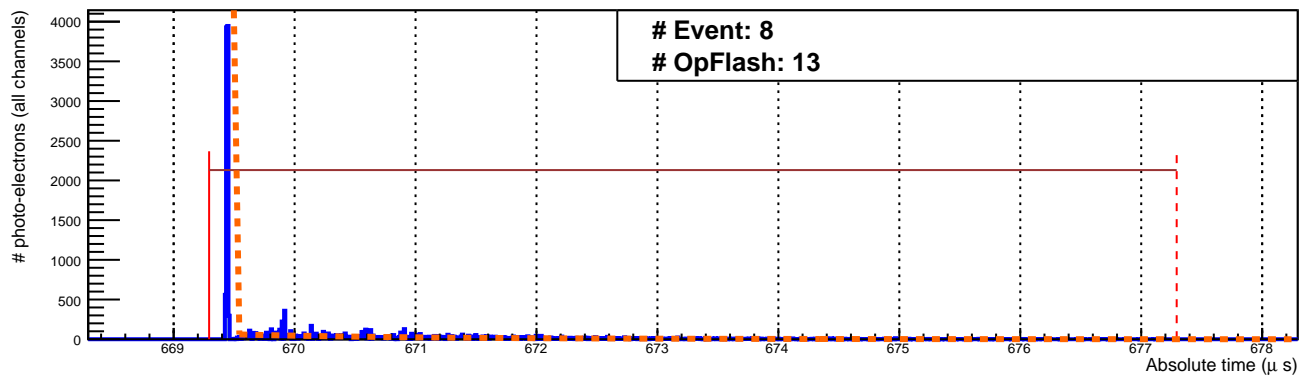 # Event: 8
# OpFlash: 13
# photo-electrons (all channels)
4000
3500
3000
2500
2000
1500
1000
500
0
669 670 671 672 673 674 675 676 677 678
Absolute time (μ s)